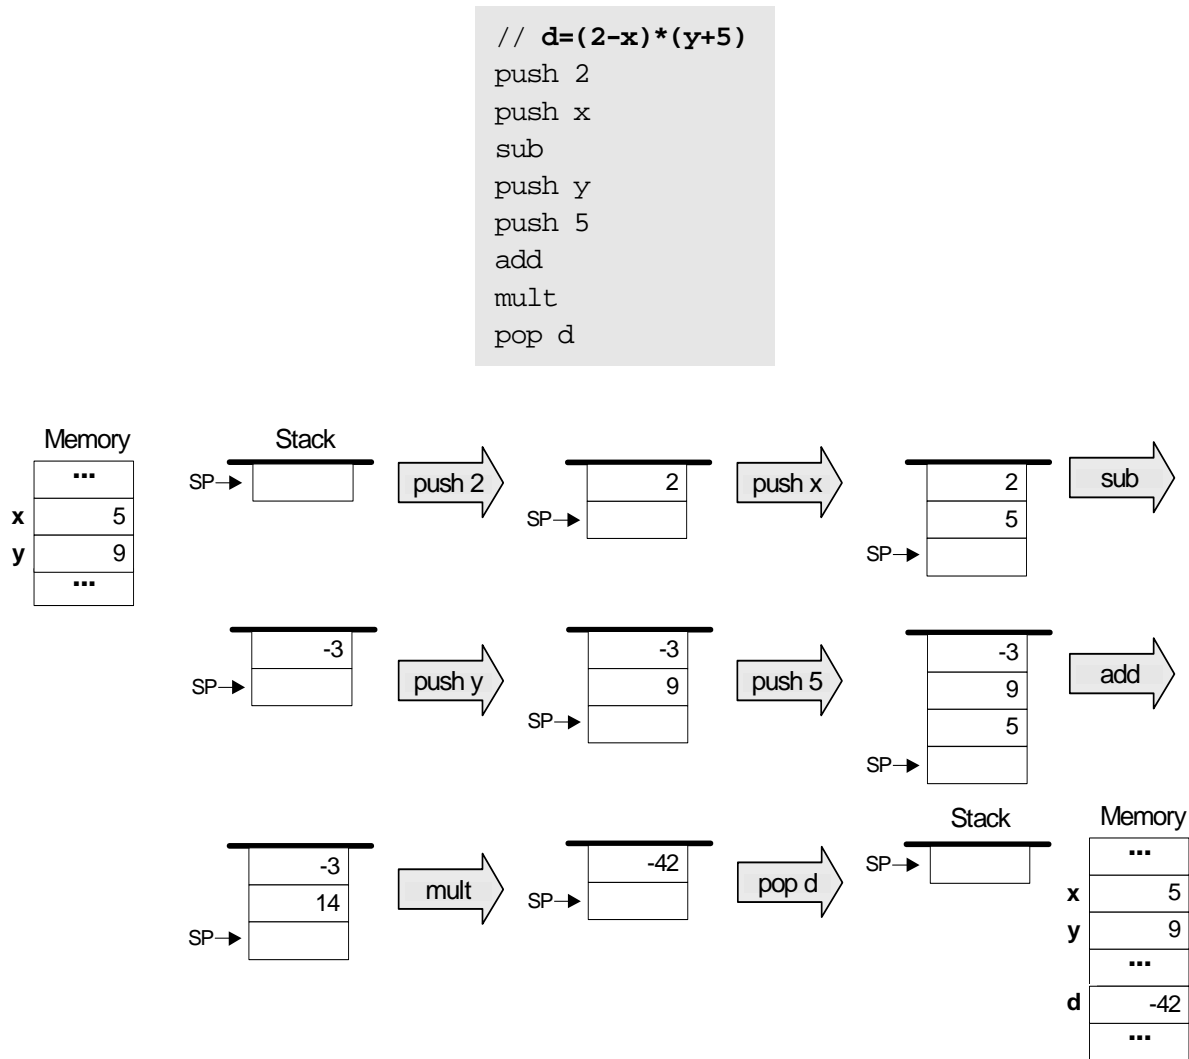 // d=(2-x)*(y+5)
push 2
push x
sub
push y
push 5
add
mult
pop d
Memory
...
x 5
y 9
...
Stack
SP
push 2
2
SP
push x
2
5
SP
sub
-3
SP
push y
-3
9
SP
push 5
-3
9
5
SP
add
-3
14
SP
mult
-42
SP
pop d
Stack
SP
Memory
...
x 5
y 9
...
d -42
...